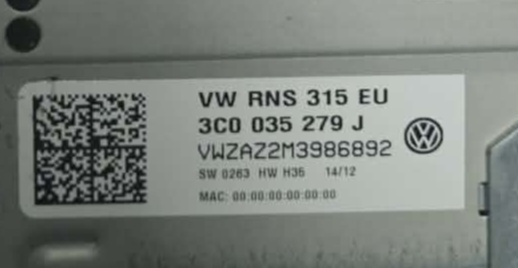 VW RNS 315 EU
3C0 035 279 J
VWZAZ2M3986892
SW 0263 HW H35 14/12
MAC: 00:00:00:00:00:00